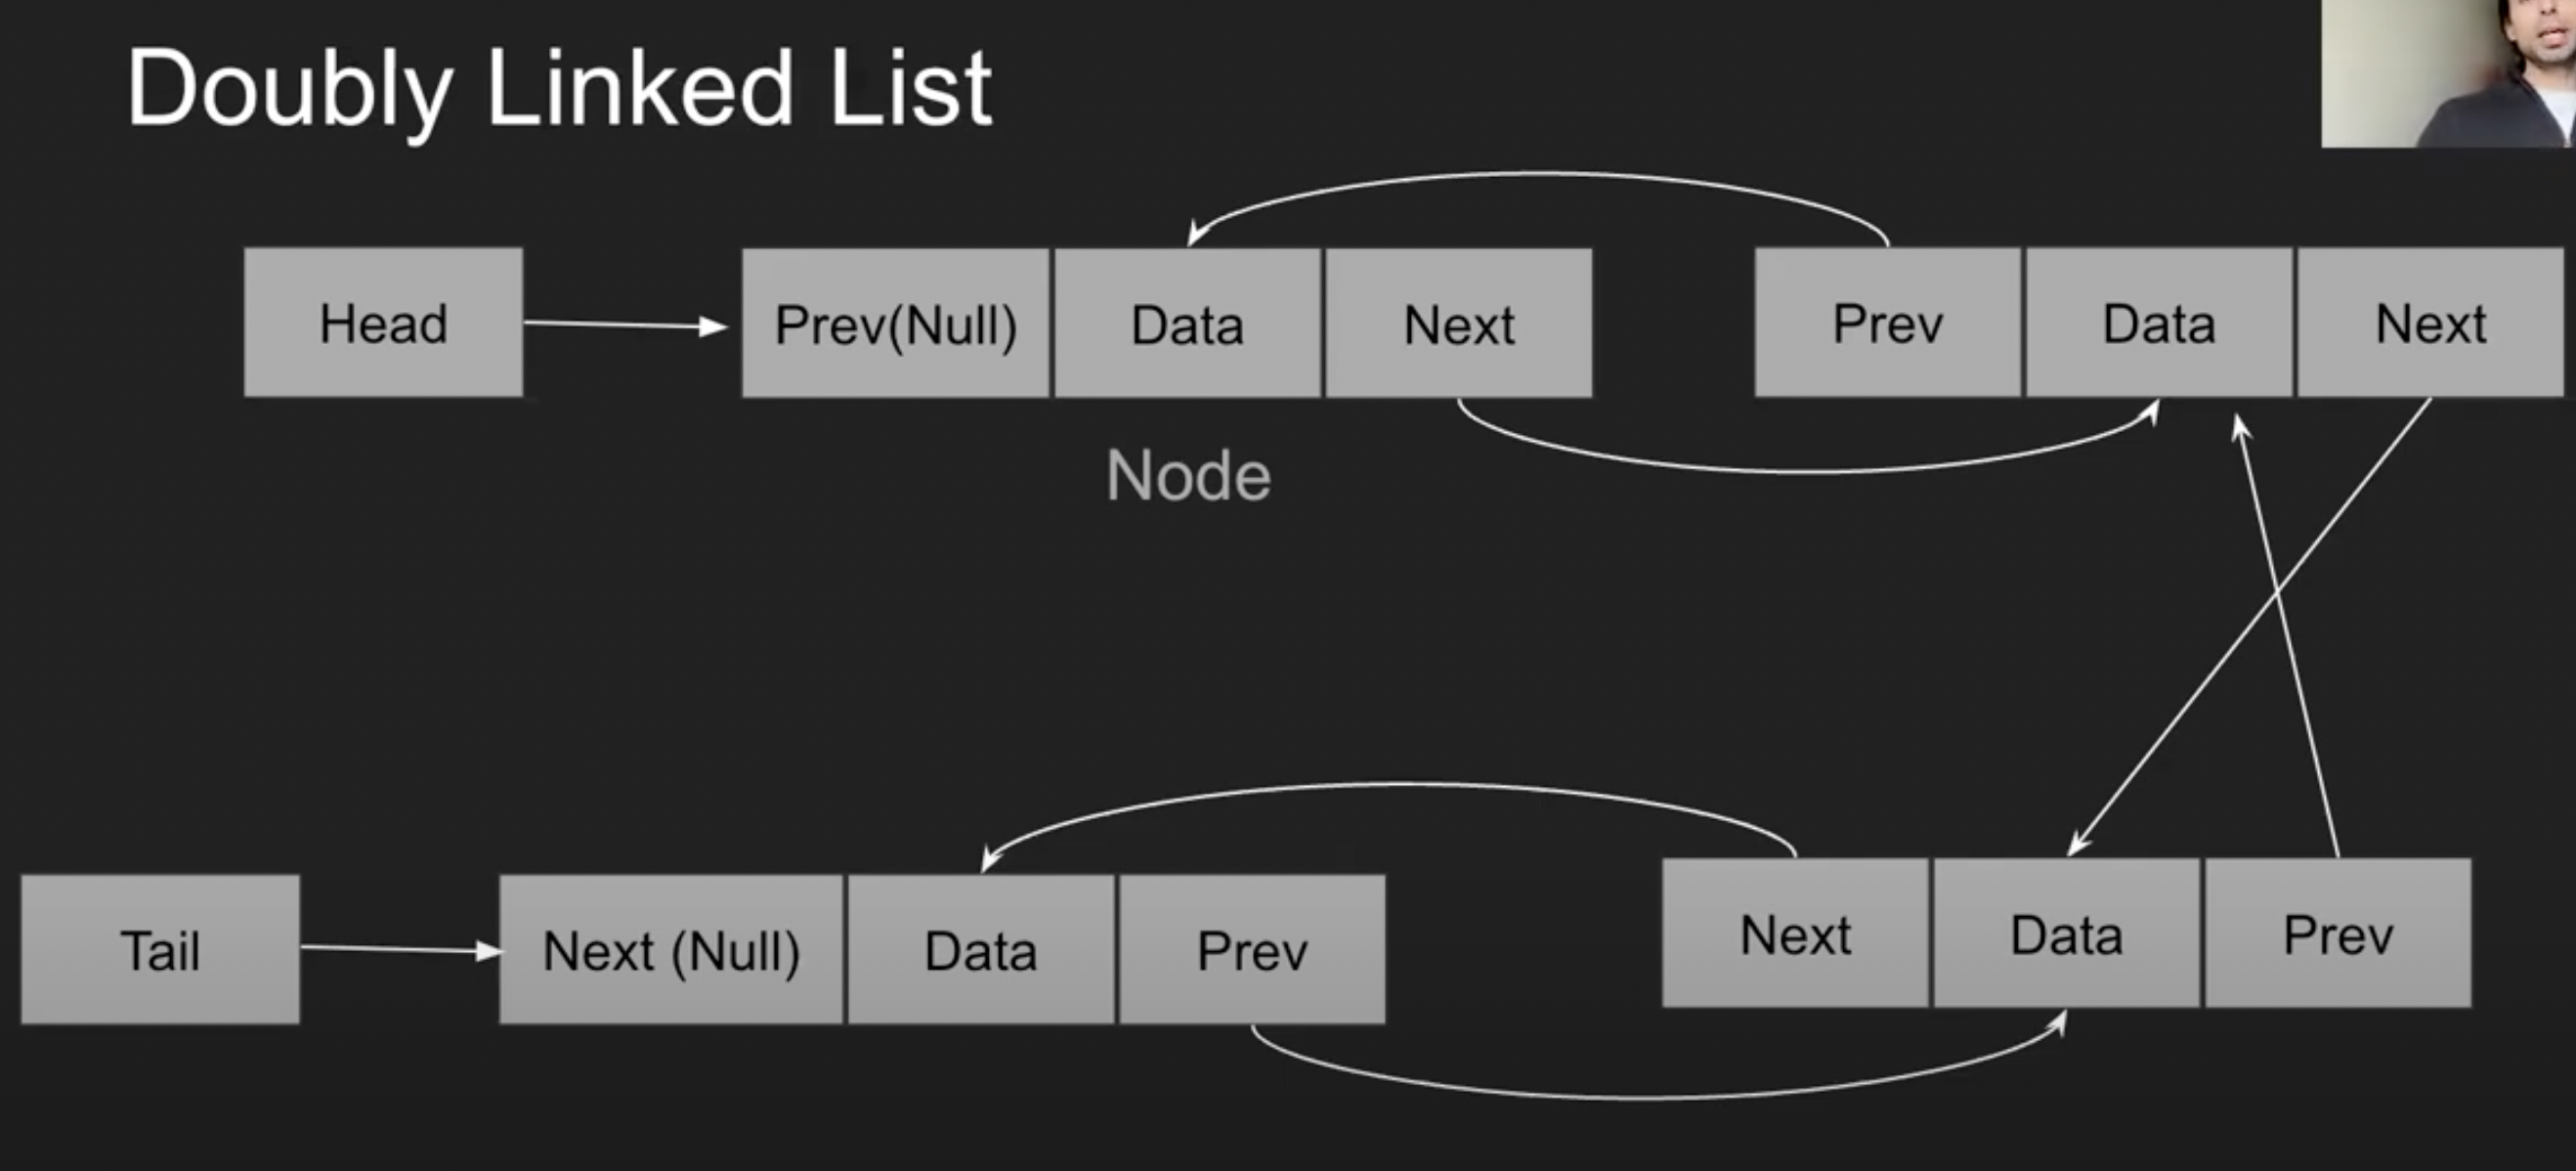 Doubly Linked List
Head
Prev(Null) Data Next
Prev Data Next
Node
Tail
Next (Null) Data Prev
Next Data Prev